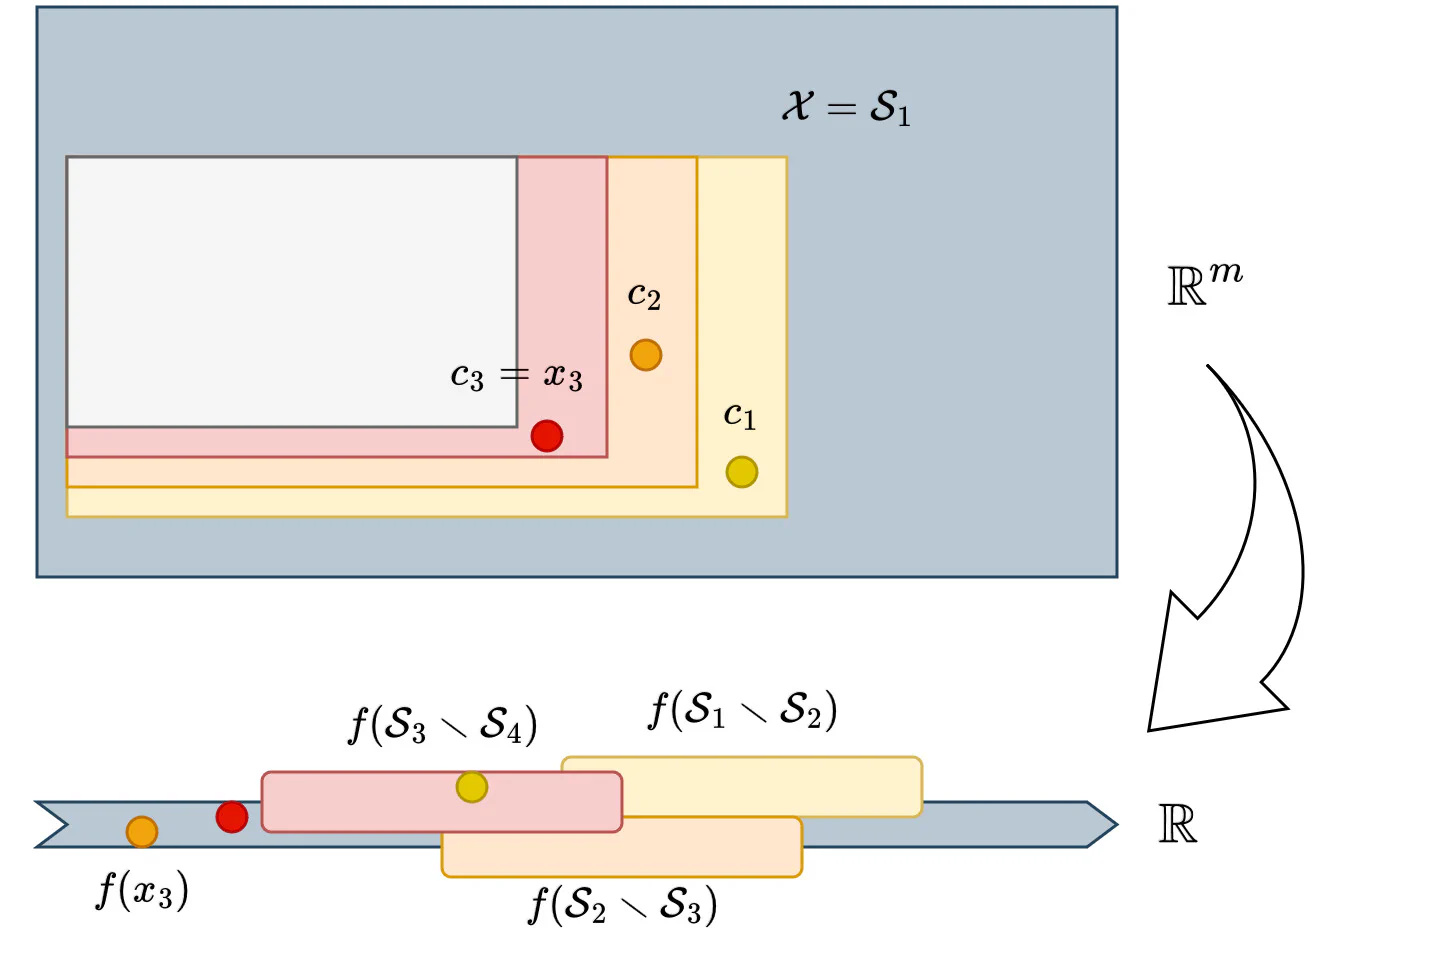 𝒳 = 𝒮₁
ℝᵐ
c₂
c₃ = x₃
c₁
f(𝒮₁ ∖ 𝒮₂)
f(𝒮₃ ∖ 𝒮₄)
ℝ
f(x₃)
f(𝒮₂ ∖ 𝒮₃)